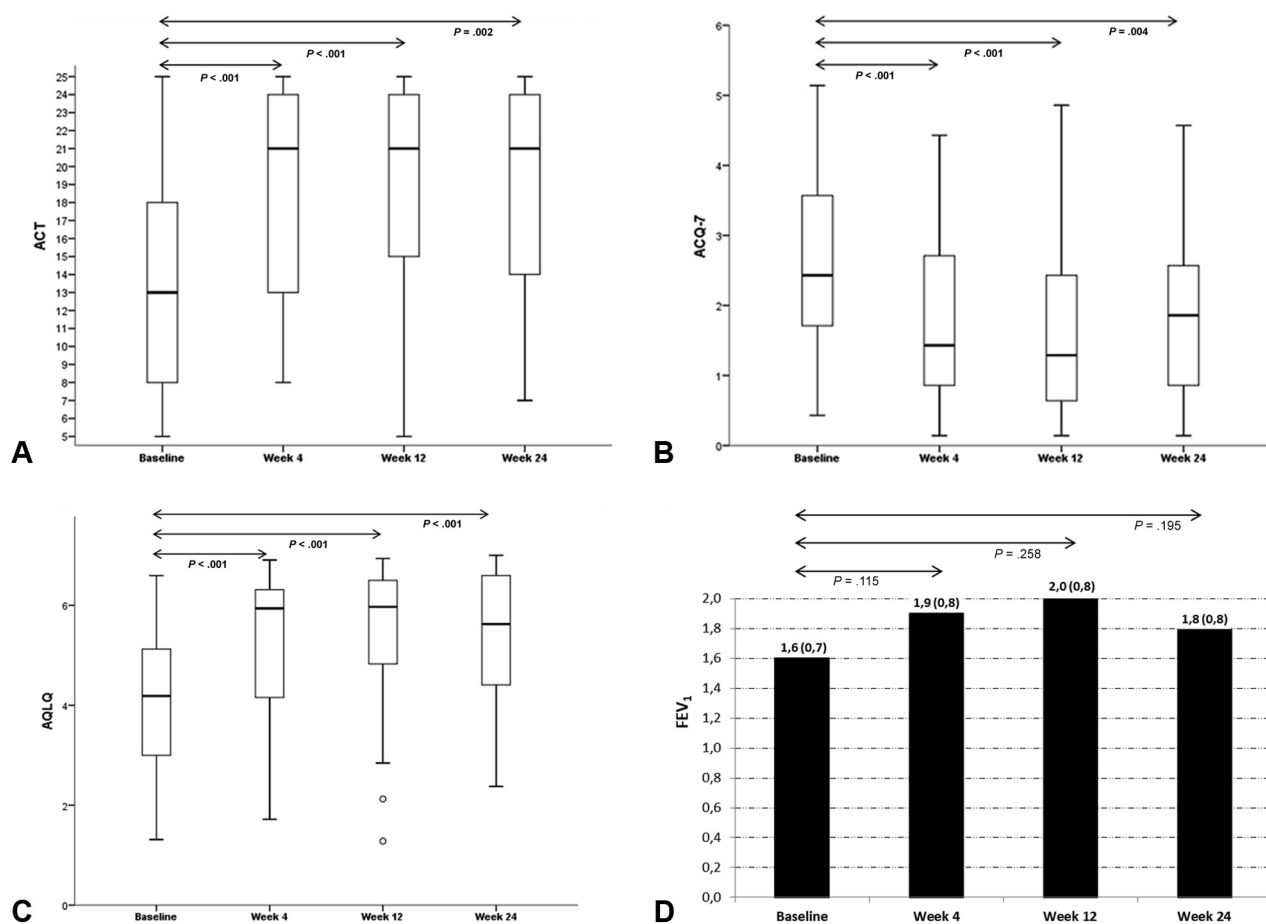 P = .002
P < .001
P < .001
25
24
23
22
21
20
19
18
17
16
15
14
13
12
11
10
9
8
7
6
5
ACT
Baseline Week 4 Week 12 Week 24
A
P = .004
P < .001
P < .001
6
5
4
3
2
1
0
ACQ-7
Baseline Week 4 Week 12 Week 24
B
P < .001
P < .001
P < .001
6
4
2
0
AQLQ
Baseline Week 4 Week 12 Week 24
C
P = .195
P = .258
P = .115
2,0
1,8
1,6
1,4
1,2
1,0
0,8
0,6
0,4
0,2
0,0
FEV₁
1,6 (0,7) 1,9 (0,8) 2,0 (0,8) 1,8 (0,8)
Baseline Week 4 Week 12 Week 24
D